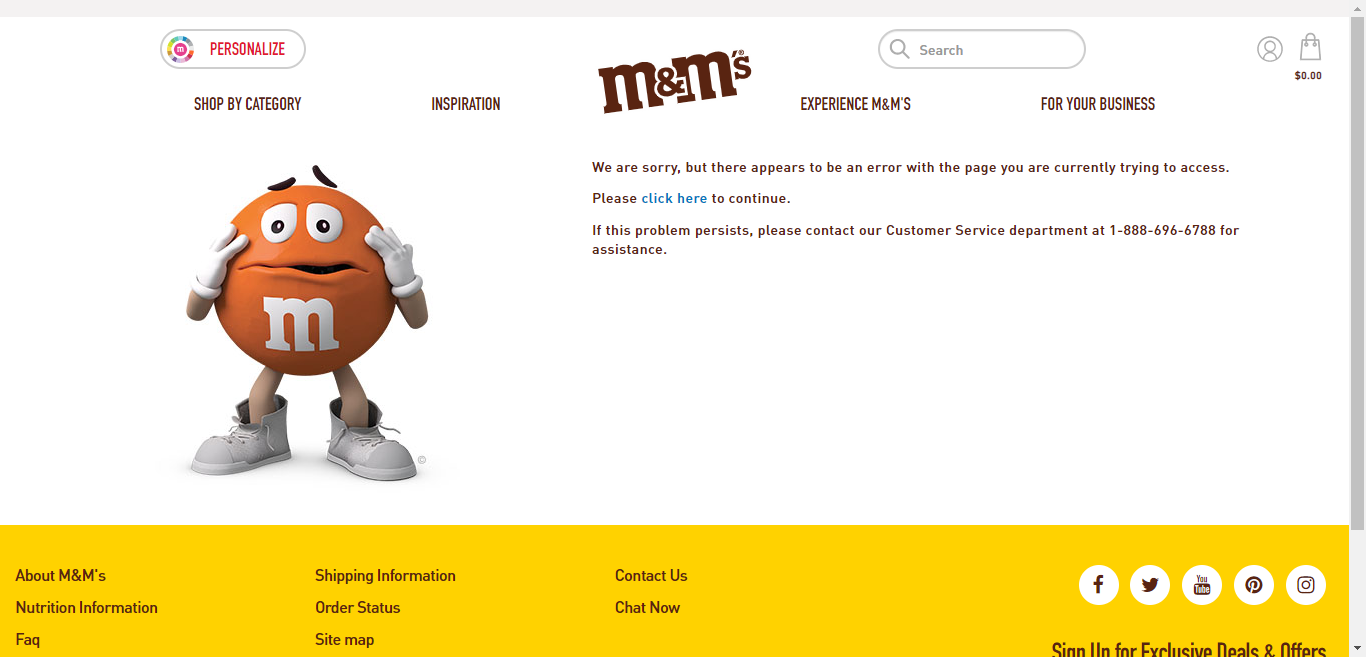 PERSONALIZE
Search
$0.00
m&m's®
SHOP BY CATEGORY
INSPIRATION
EXPERIENCE M&M'S
FOR YOUR BUSINESS
We are sorry, but there appears to be an error with the page you are currently trying to access.
Please click here to continue.
If this problem persists, please contact our Customer Service department at 1-888-696-6788 for
assistance.
m
©
About M&M's
Nutrition Information
Faq
Shipping Information
Order Status
Site map
Contact Us
Chat Now
You
Tube
Sign Up for Exclusive Deals & Offers